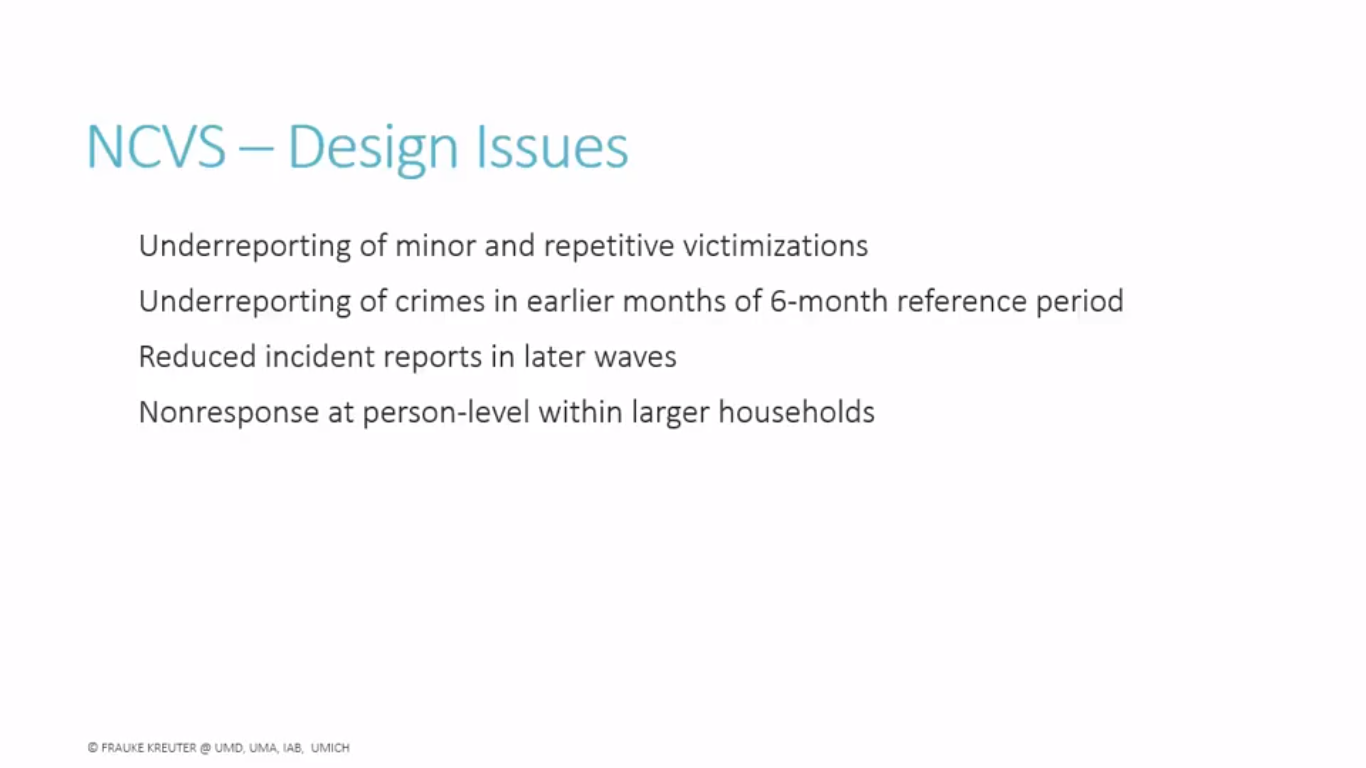 NCVS – Design Issues
Underreporting of minor and repetitive victimizations
Underreporting of crimes in earlier months of 6-month reference period
Reduced incident reports in later waves
Nonresponse at person-level within larger households
© FRAUKE KREUTER @ UMD, UMA, IAB, UMICH